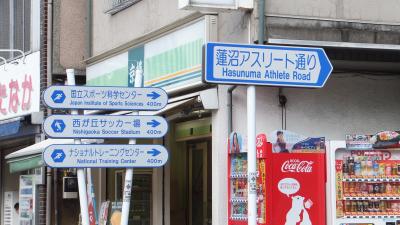 蓮沼アスリート通り
Hasunuma Athlete Road
国立スポーツ科学センター
Japan Institute of Sports Sciences 400m
西が丘サッカー場
Nishigaoka Soccer Stadium 400m
ナショナルトレーニングセンター
National Training Center 400m
Coca-Cola